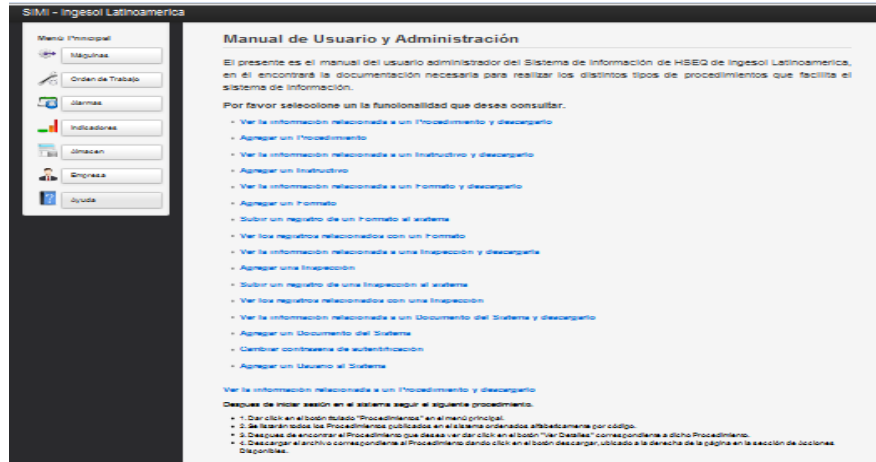 SIMI - Ingesol Latinoamerica
Menú Principal
Máquinas
Orden de Trabajo
Alarmas
Indicadores
Almacen
Empresa
Ayuda
Manual de Usuario y Administración
El presente es el manual del usuario administrador del Sistema de Información de HSEQ de Ingesol Latinoamerica,
en él encontrará la documentación necesaria para realizar los distintos tipos de procedimientos que facilita el
sistema de información.
Por favor seleccione un la funcionalidad que desea consultar.
- Ver la información relacionada a un Procedimiento y descargarlo
- Agregar un Procedimiento
- Ver la información relacionada a un Instructivo y descargarlo
- Agregar un Instructivo
- Ver la información relacionada a un Formato y descargarlo
- Agregar un Formato
- Subir un registro de un Formato al sistema
- Ver los registros relacionados con un Formato
- Ver la información relacionada a una Inspección y descargarla
- Agregar una Inspección
- Subir un registro de una Inspección al sistema
- Ver los registros relacionados con una Inspección
- Ver la información relacionada a un Documento del Sistema y descargarlo
- Agregar un Documento del Sistema
- Cambiar contrasena de autentificación
- Agregar un Usuario al Sistema
Ver la información relacionada a un Procedimiento y descargarlo
Despues de iniciar sesión en el sistema seguir el siguiente procedimiento.
- 1. Dar click en el botón titulado "Procedimientos" en el menú principal.
- 2. Se listarán todos los Procedimientos publicados en el sistema ordenados alfabeticamente por código.
- 3. Despues de encontrar el Procedimiento que desea ver dar click en el botón "Ver Detalles" correspondiente a dicho Procedimiento.
- 4. Descargar el archivo correspondiente al Procedimiento dando click en el botón descargar, ubicado a la derecha de la página en la sección de Acciones
Disponibles.